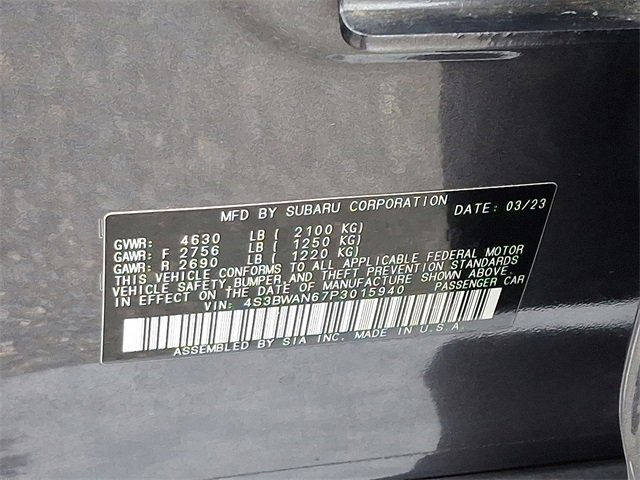 MFD BY SUBARU CORPORATION DATE: 03/23
GVWR: 4630 LB ( 2100 KG)
GAWR: F 2756 LB ( 1250 KG)
GAWR: R 2690 LB ( 1220 KG)
THIS VEHICLE CONFORMS TO ALL APPLICABLE FEDERAL MOTOR
VEHICLE SAFETY, BUMPER, AND THEFT PREVENTION STANDARDS
IN EFFECT ON THE DATE OF MANUFACTURE SHOWN ABOVE.
VIN: 4S3BWAN67P3015940 PASSENGER CAR
ASSEMBLED BY SIA INC. MADE IN U.S.A.